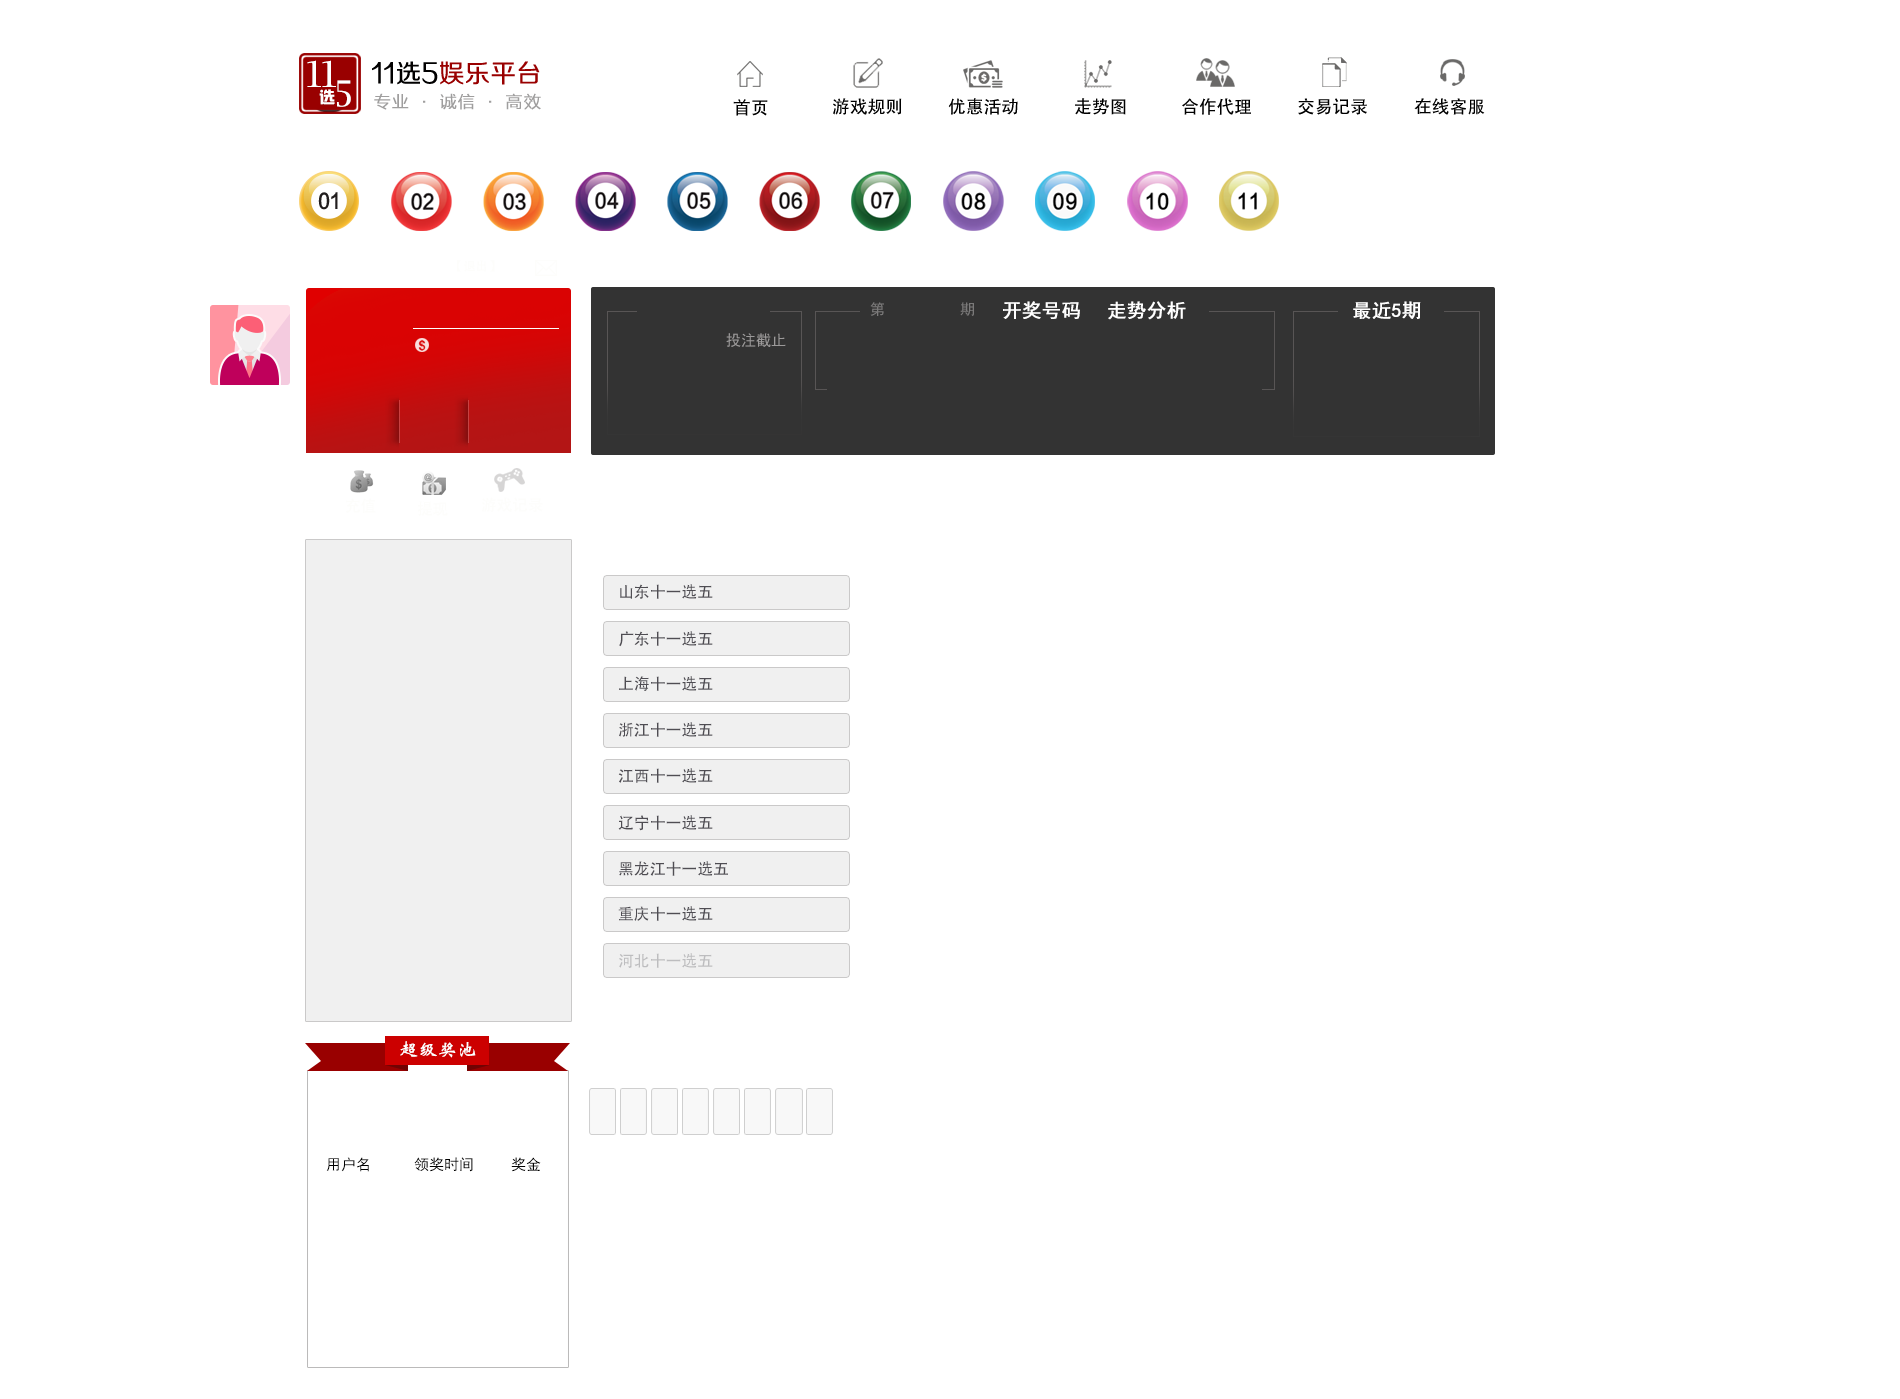 11选5
11选5娱乐平台
专业 · 诚信 · 高效
首页 游戏规则 优惠活动 走势图 合作代理 交易记录 在线客服
01 02 03 04 05 06 07 08 09 10 11
第 期 开奖号码 走势分析 最近5期
投注截止
山东十一选五
广东十一选五
上海十一选五
浙江十一选五
江西十一选五
辽宁十一选五
黑龙江十一选五
重庆十一选五
河北十一选五
超级奖池
用户名 领奖时间 奖金